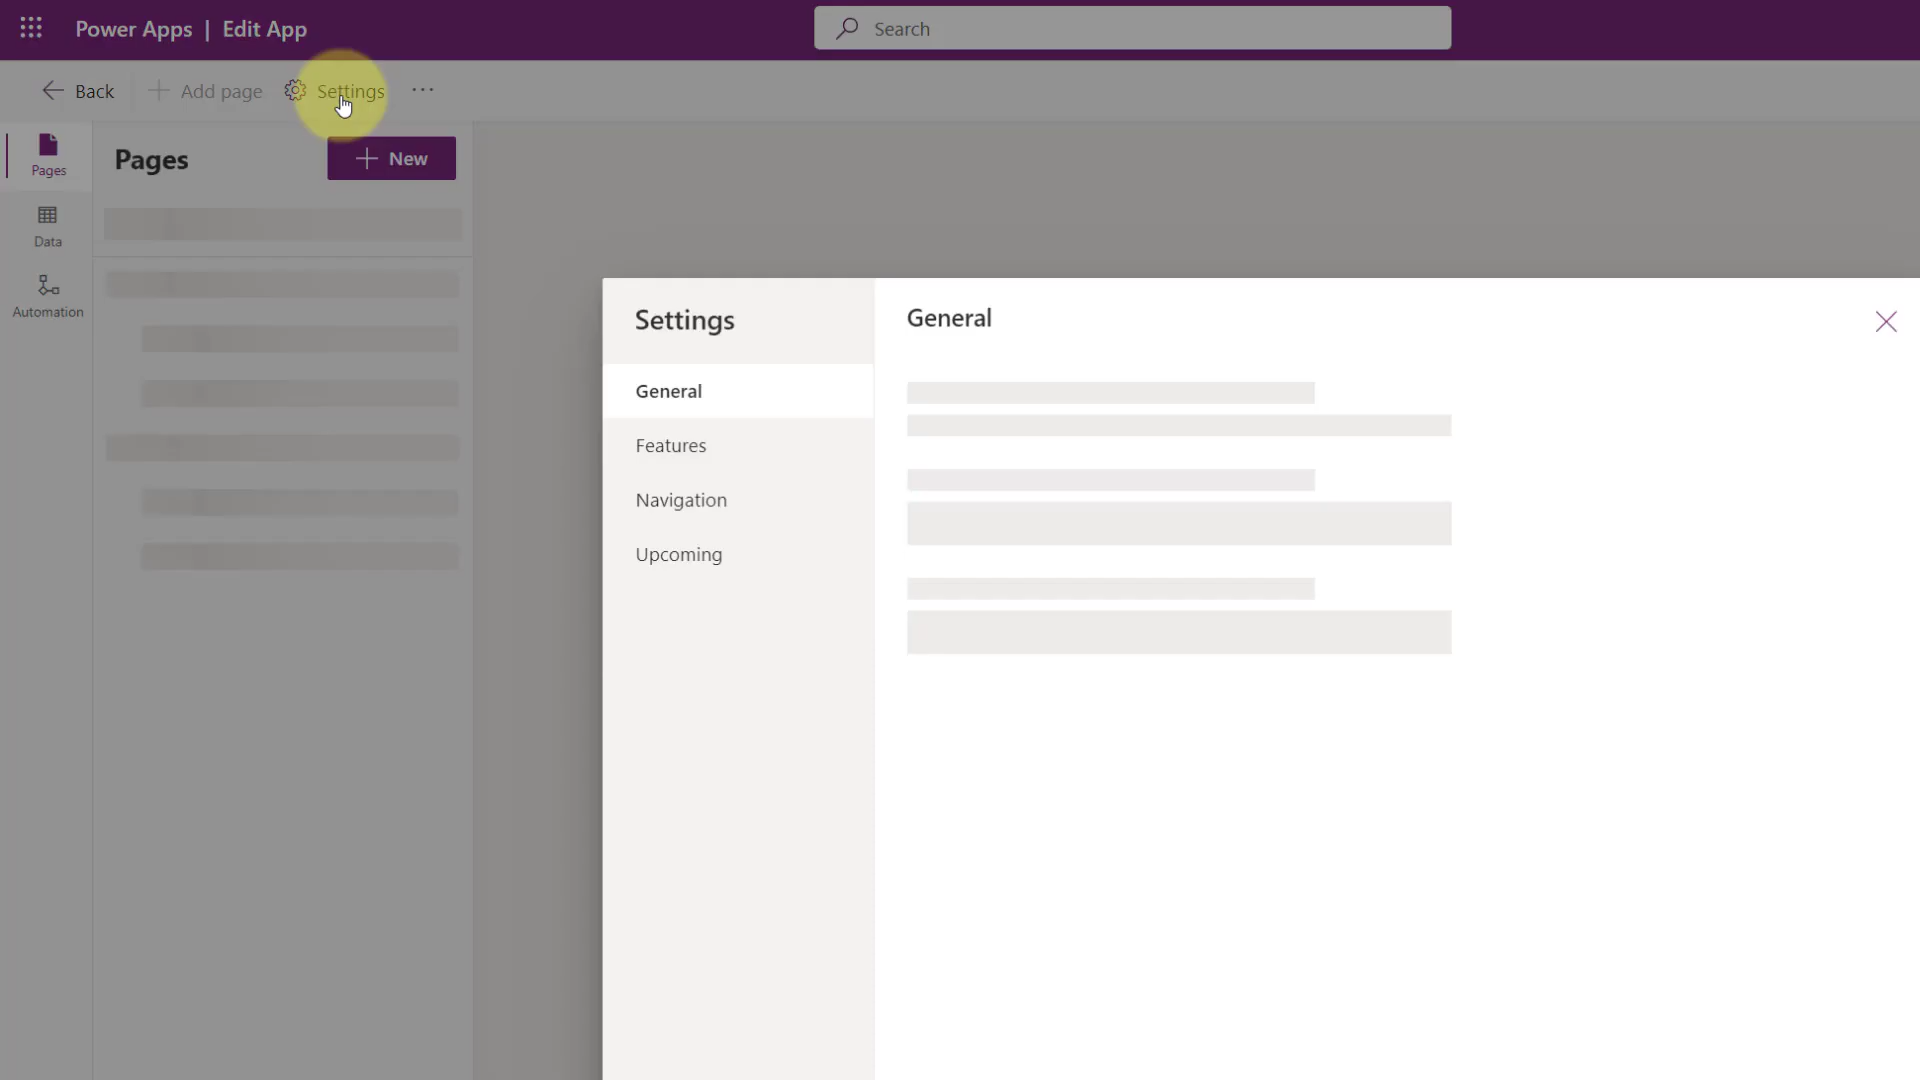 Power Apps | Edit App
Search
Back
Add page
Settings
Pages
New
Pages
Data
Automation
Settings
General
General
Features
Navigation
Upcoming